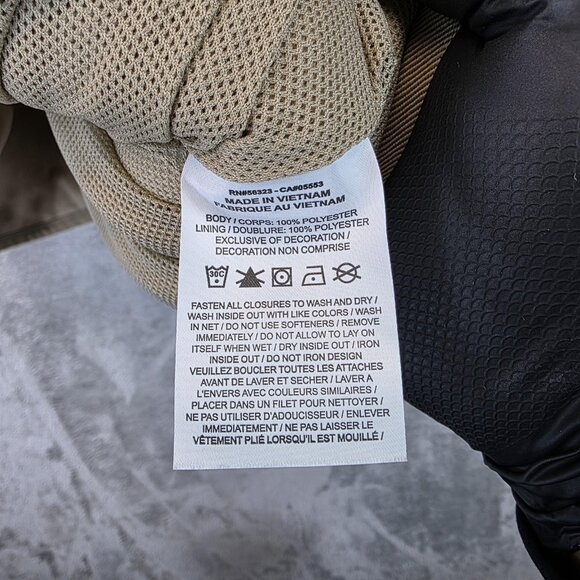 RN#56323 - CA#05553
MADE IN VIETNAM
FABRIQUE AU VIETNAM
BODY / CORPS: 100% POLYESTER
LINING / DOUBLURE: 100% POLYESTER
EXCLUSIVE OF DECORATION /
DECORATION NON COMPRISE
30C
FASTEN ALL CLOSURES TO WASH AND DRY /
WASH INSIDE OUT WITH LIKE COLORS / WASH
IN NET / DO NOT USE SOFTENERS / REMOVE
IMMEDIATELY / DO NOT ALLOW TO LAY ON
ITSELF WHEN WET / DRY INSIDE OUT / IRON
INSIDE OUT / DO NOT IRON DESIGN
VEUILLEZ BOUCLER TOUTES LES ATTACHES
AVANT DE LAVER ET SECHER / LAVER A
L'ENVERS AVEC COULEURS SIMILAIRES /
PLACER DANS UN FILET POUR NETTOYER /
NE PAS UTILISER D'ADOUCISSEUR / ENLEVER
IMMEDIATEMENT / NE PAS LAISSER LE
VÊTEMENT PLIÉ LORSQU'IL EST MOUILLÉ /